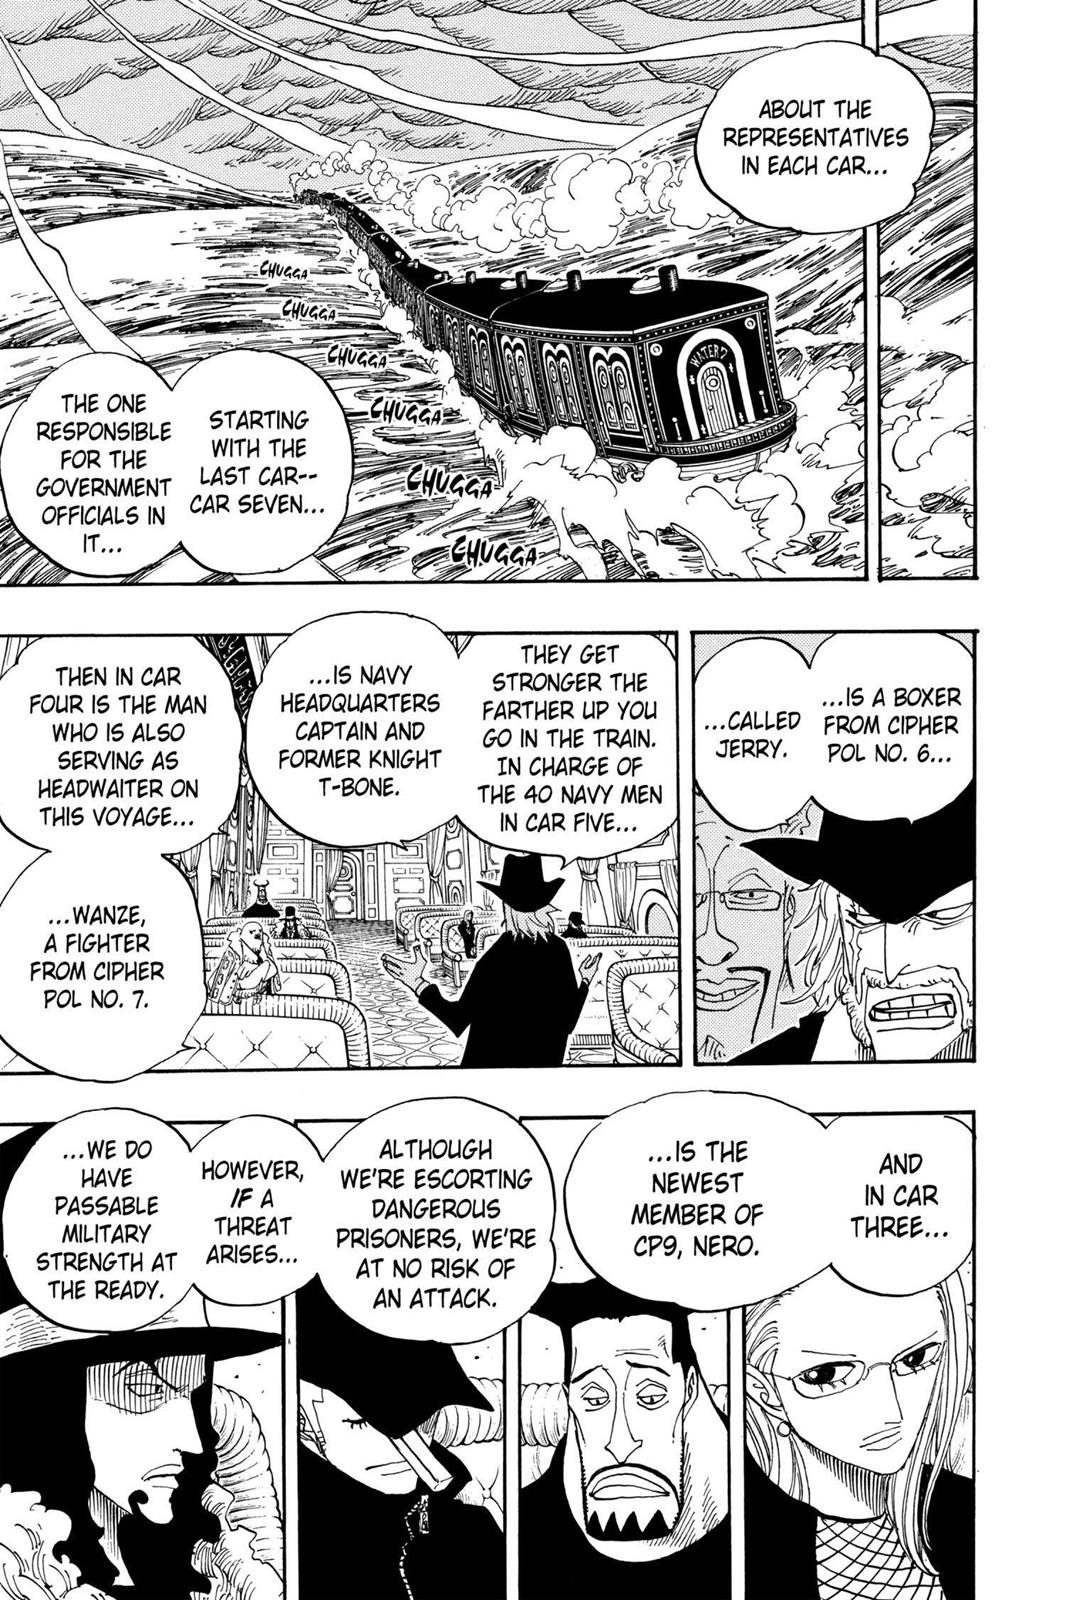 ABOUT THE
REPRESENTATIVES
IN EACH CAR...
WATER 7
CHUGGA
CHUGGA
CHUGGA
CHUGGA
CHUGGA
CHUGGA
STARTING
WITH THE
LAST CAR--
CAR SEVEN...
THE ONE
RESPONSIBLE
FOR THE
GOVERNMENT
OFFICIALS IN
IT...
...IS A BOXER
FROM CIPHER
POL NO. 6...
...CALLED
JERRY.
THEY GET
STRONGER THE
FARTHER UP YOU
GO IN THE TRAIN.
IN CHARGE OF
THE 40 NAVY MEN
IN CAR FIVE...
...IS NAVY
HEADQUARTERS
CAPTAIN AND
FORMER KNIGHT
T-BONE.
THEN IN CAR
FOUR IS THE MAN
WHO IS ALSO
SERVING AS
HEADWAITER ON
THIS VOYAGE...
...WANZE,
A FIGHTER
FROM CIPHER
POL NO. 7.
AND
IN CAR
THREE...
...IS THE
NEWEST
MEMBER OF
CP9, NERO.
ALTHOUGH
WE'RE ESCORTING
DANGEROUS
PRISONERS, WE'RE
AT NO RISK OF
AN ATTACK.
HOWEVER,
IF A
THREAT
ARISES...
...WE DO
HAVE
PASSABLE
MILITARY
STRENGTH AT
THE READY.